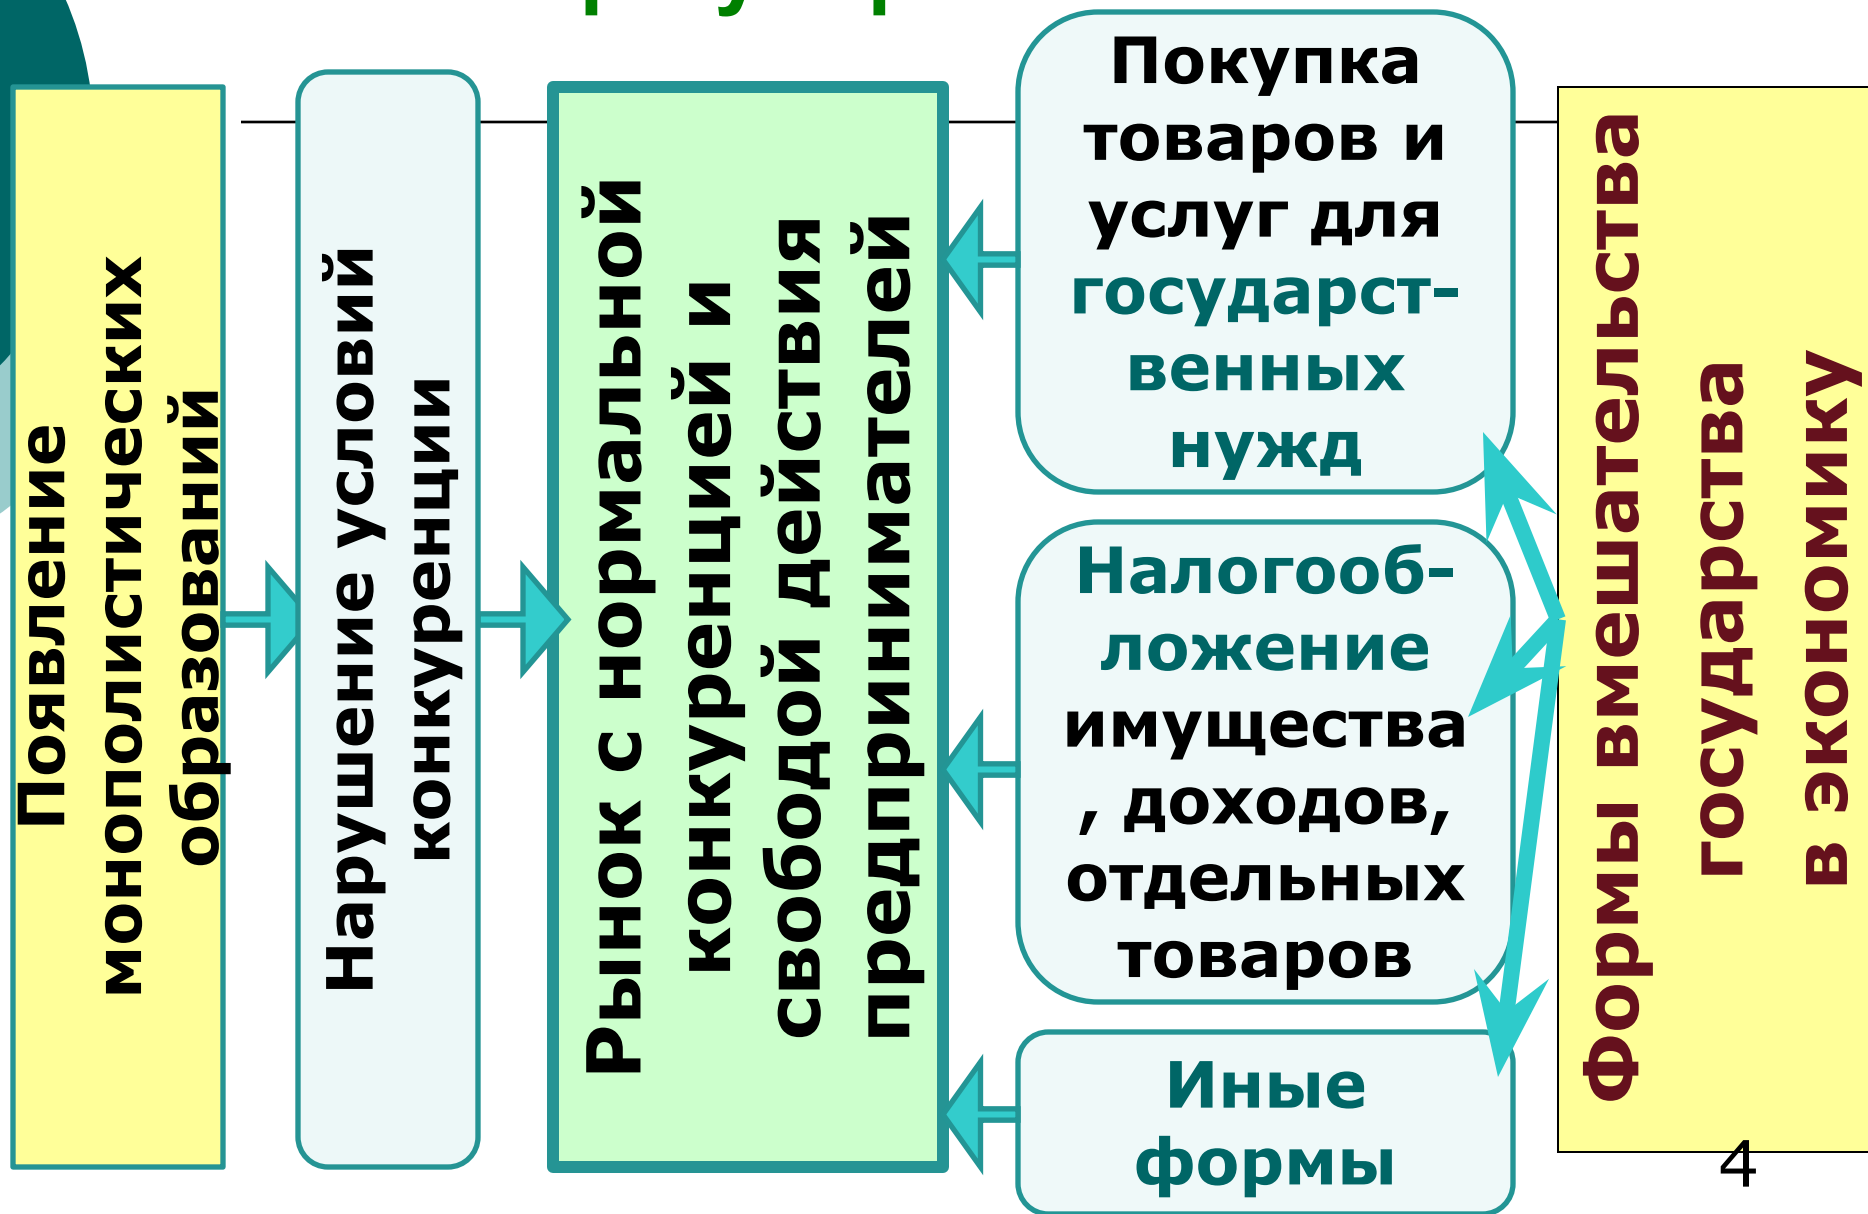 Появление
монополистических
образований
Нарушение условий
конкуренции
Рынок с нормальной
конкуренцией и
свободой действия
предпринимателей
Покупка
товаров и
услуг для
государст-
венных
нужд
Налогооб-
ложение
имущества
, доходов,
отдельных
товаров
Иные
формы
Формы вмешательства
государства
в экономику
4